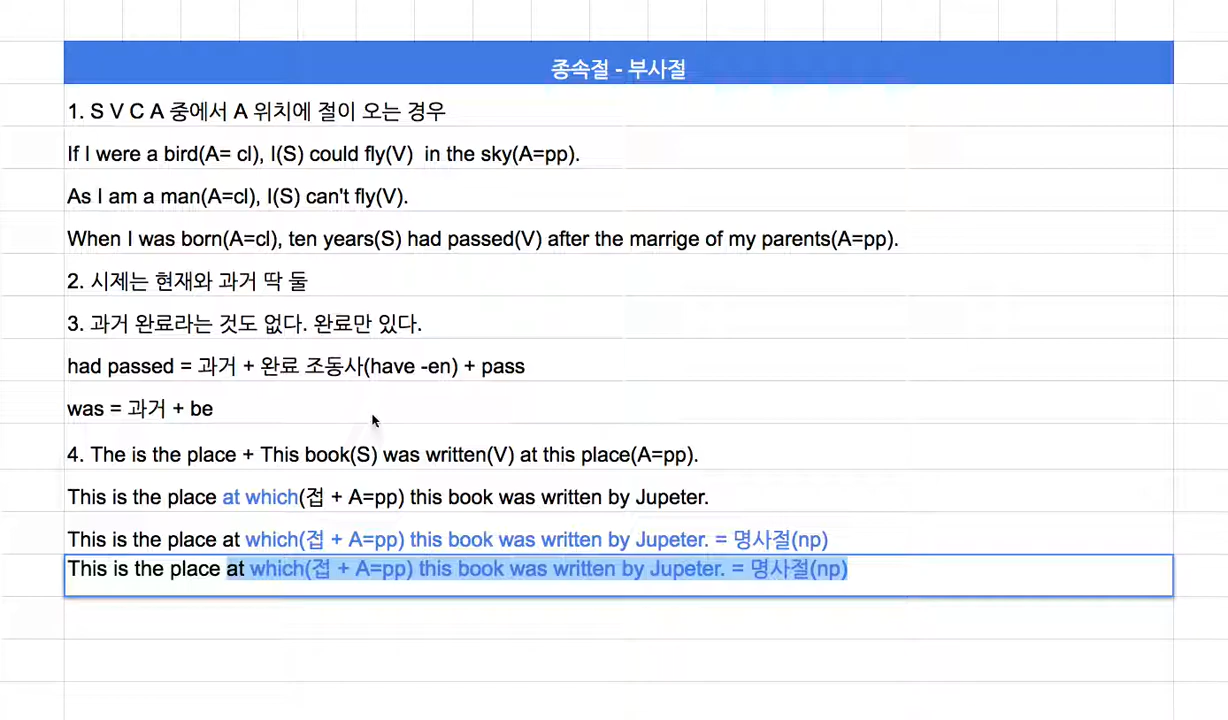 종속절 - 부사절
1. S V C A 중에서 A 위치에 절이 오는 경우
If I were a bird(A= cl), I(S) could fly(V)  in the sky(A=pp).
As I am a man(A=cl), I(S) can't fly(V).
When I was born(A=cl), ten years(S) had passed(V) after the marrige of my parents(A=pp).
2. 시제는 현재와 과거 딱 둘
3. 과거 완료라는 것도 없다. 완료만 있다.
had passed = 과거 + 완료 조동사(have -en) + pass
was = 과거 + be
4. The is the place + This book(S) was written(V) at this place(A=pp).
This is the place at which(접 + A=pp) this book was written by Jupeter.
This is the place at which(접 + A=pp) this book was written by Jupeter. = 명사절(np)
This is the place at which(접 + A=pp) this book was written by Jupeter. = 명사절(np)